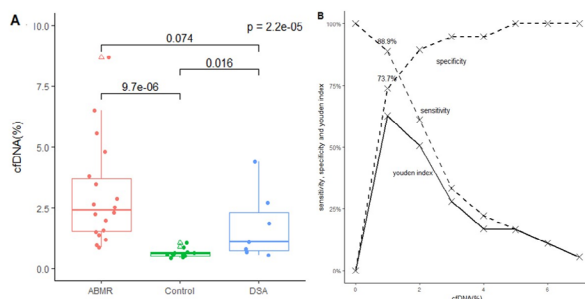 A
0.074
p = 2.2e-05
9.7e-06
0.016
cfDNA(%)
10.0
7.5
5.0
2.5
0.0
ABMR
Control
DSA
B
sensitivity, specificity and youden index
100%
75%
50%
25%
0%
88.9%
73.7%
specificity
sensitivity
youden index
0
2
4
6
cfDNA(%)